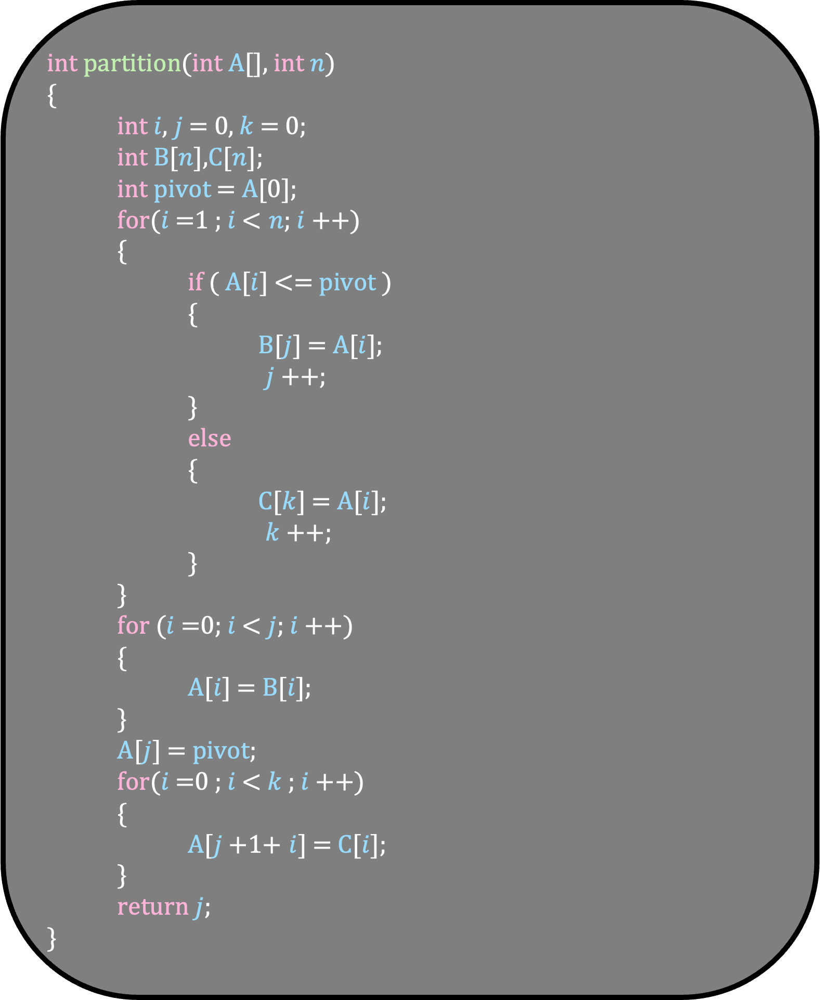 int partition(int A[], int n)
{
int i, j = 0, k = 0;
int B[n],C[n];
int pivot = A[0];
for(i =1 ; i < n; i ++)
{
if ( A[i] <= pivot )
{
B[j] = A[i];
j ++;
}
else
{
C[k] = A[i];
k ++;
}
}
for (i =0; i < j; i ++)
{
A[i] = B[i];
}
A[j] = pivot;
for(i =0 ; i < k ; i ++)
{
A[j +1+ i] = C[i];
}
return j;
}